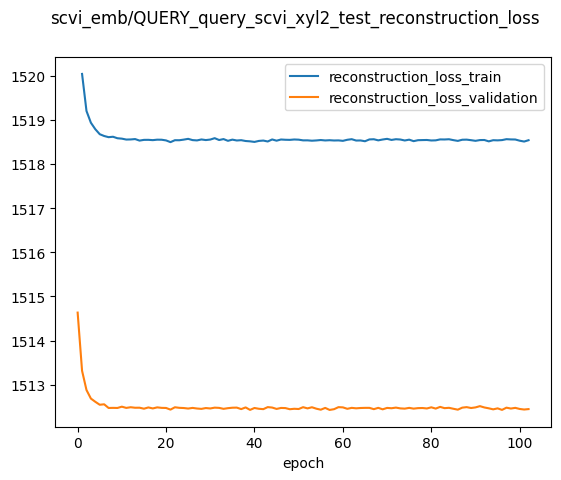 scvi_emb/QUERY_query_scvi_xyl2_test_reconstruction_loss
reconstruction_loss_train
reconstruction_loss_validation
1520
1519
1518
1517
1516
1515
1514
1513
0 20 40 60 80 100
epoch